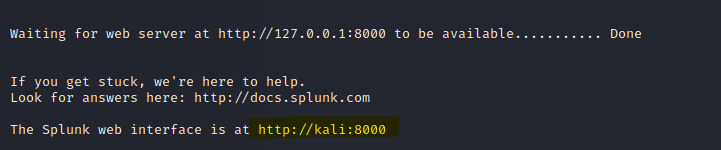 Waiting for web server at http://127.0.0.1:8000 to be available........... Done
If you get stuck, we're here to help.
Look for answers here: http://docs.splunk.com
The Splunk web interface is at http://kali:8000